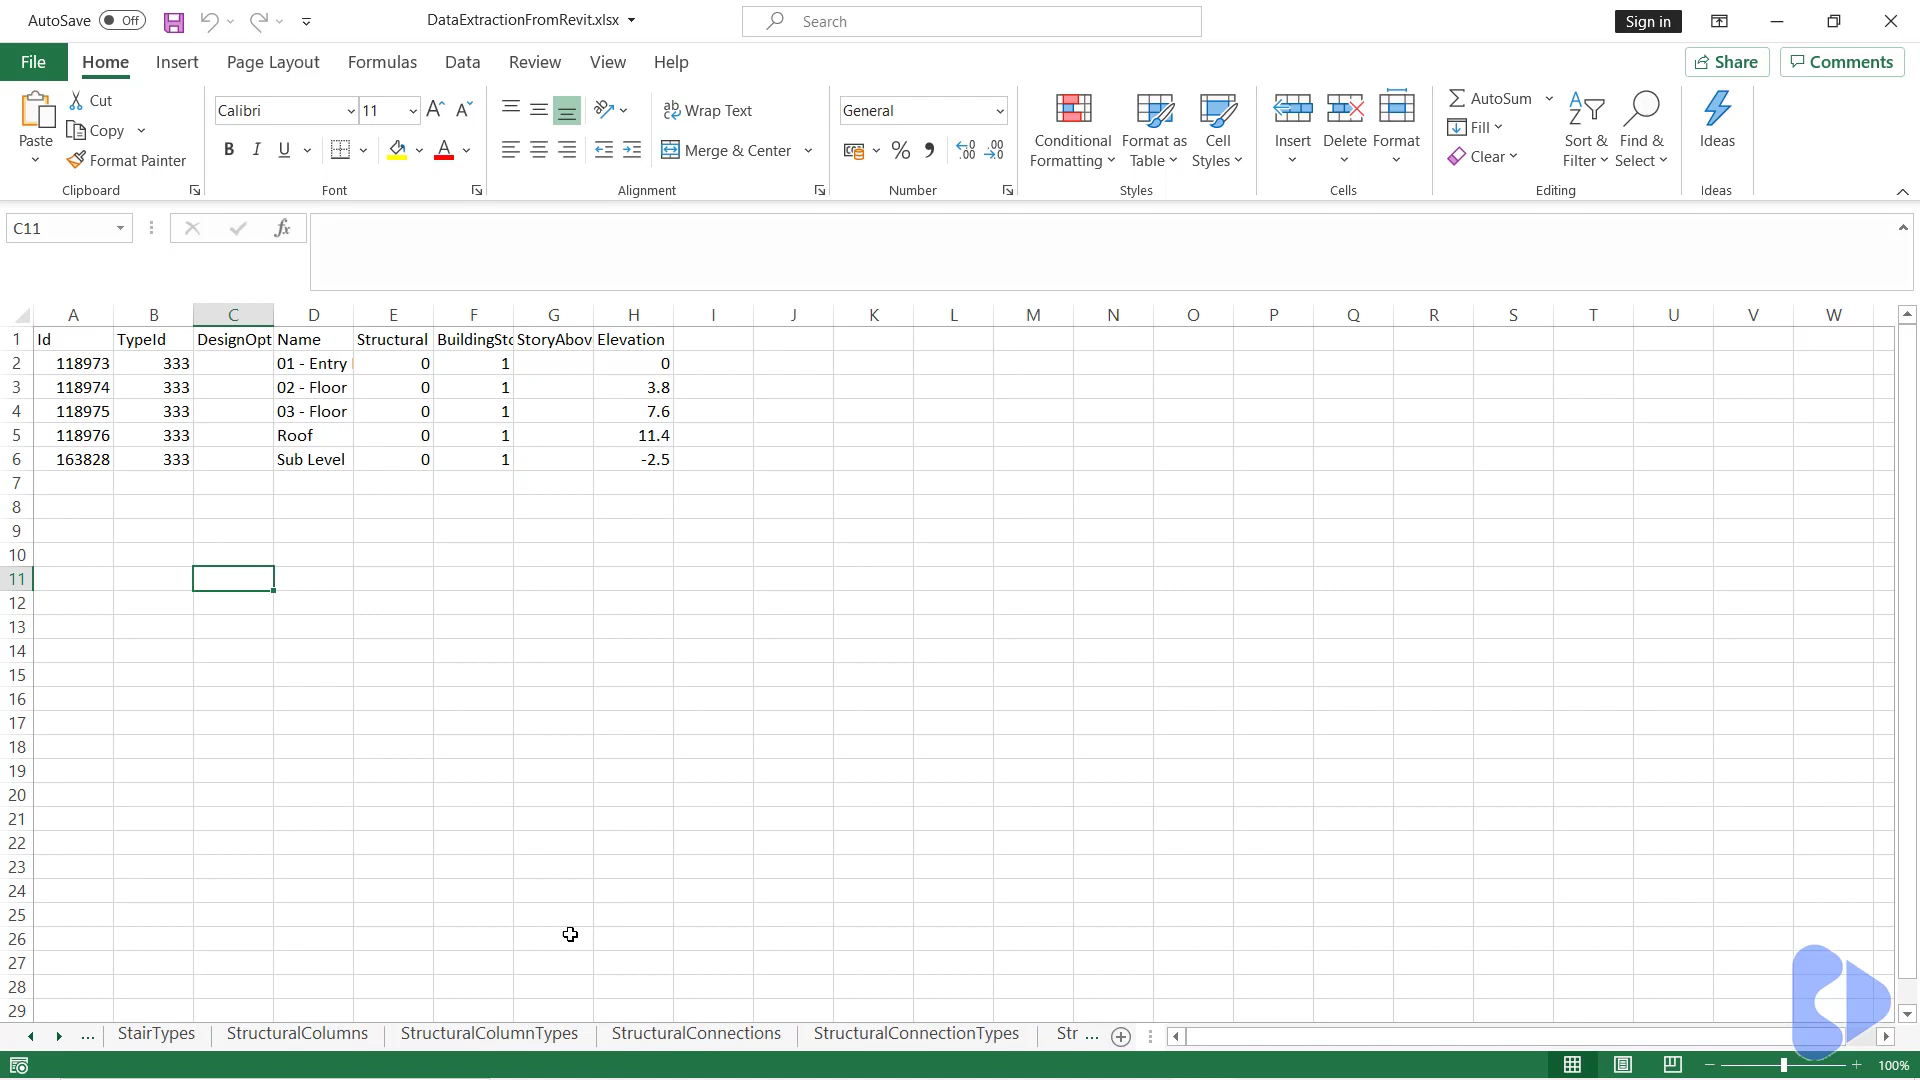 AutoSave Off DataExtractionFromRevit.xlsx Search Sign in
File Home Insert Page Layout Formulas Data Review View Help Share Comments
Paste Cut Copy Format Painter
Calibri 11
B I U A
Wrap Text
Merge & Center
General
Conditional Formatting
Format as Table
Cell Styles
Insert Delete Format
AutoSum
Fill
Clear
Sort & Filter
Find & Select
Ideas
Clipboard Font Alignment Number Styles Cells Editing Ideas
C11 fx
A B C D E F G H I J K L M N O P Q R S T U V W
1 Id TypeId DesignOpt Name Structural BuildingSto StoryAbov Elevation
2 118973 333 01 - Entry 0 1 0
3 118974 333 02 - Floor 0 1 3.8
4 118975 333 03 - Floor 0 1 7.6
5 118976 333 Roof 0 1 11.4
6 163828 333 Sub Level 0 1 -2.5
7
8
9
10
11
12
13
14
15
16
17
18
19
20
21
22
23
24
25
26
27
28
29
... StairTypes StructuralColumns StructuralColumnTypes StructuralConnections StructuralConnectionTypes Str ...
100%